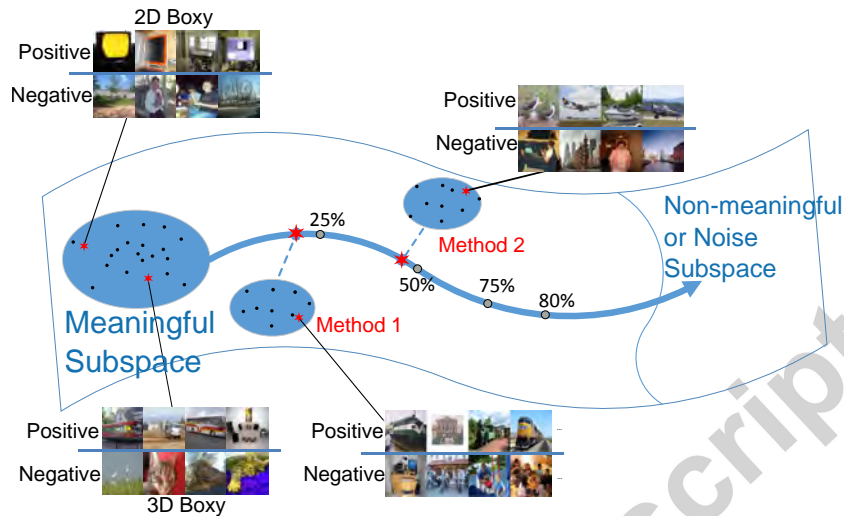 2D Boxy
Positive
Negative
Positive
Negative
25%
Method 2
Non-meaningful
or Noise
Subspace
50%
75%
80%
Meaningful
Subspace
Method 1
Positive
Negative
3D Boxy
Positive
Negative
...
...
script